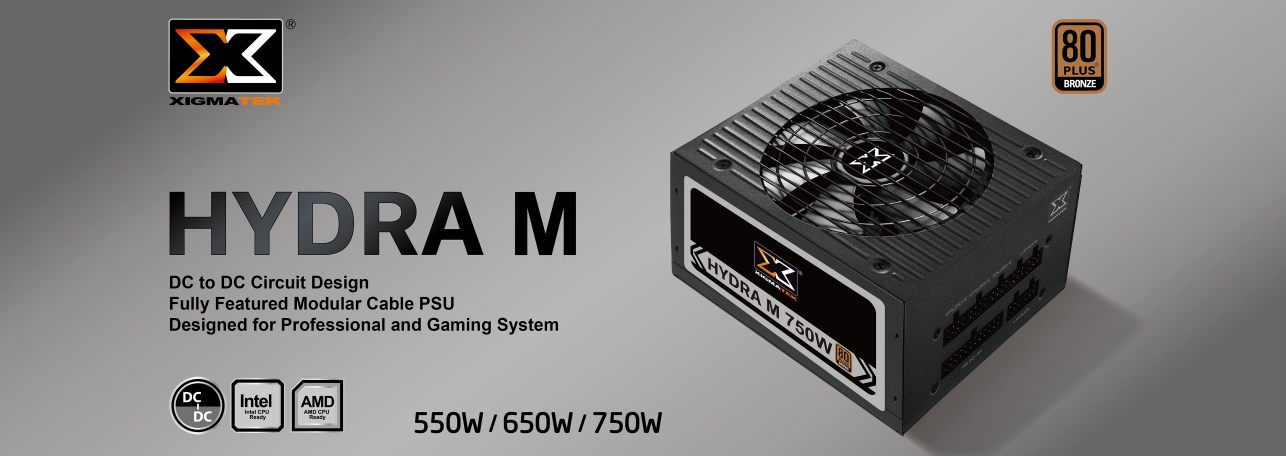 ®
XIGMATEK
80
PLUS
BRONZE
HYDRA M
DC to DC Circuit Design
Fully Featured Modular Cable PSU
Designed for Professional and Gaming System
DC
DC
Intel
Intel CPU
Ready
AMD
AMD CPU
Ready
550W / 650W / 750W
XIGMATEK
HYDRA M 750W
80